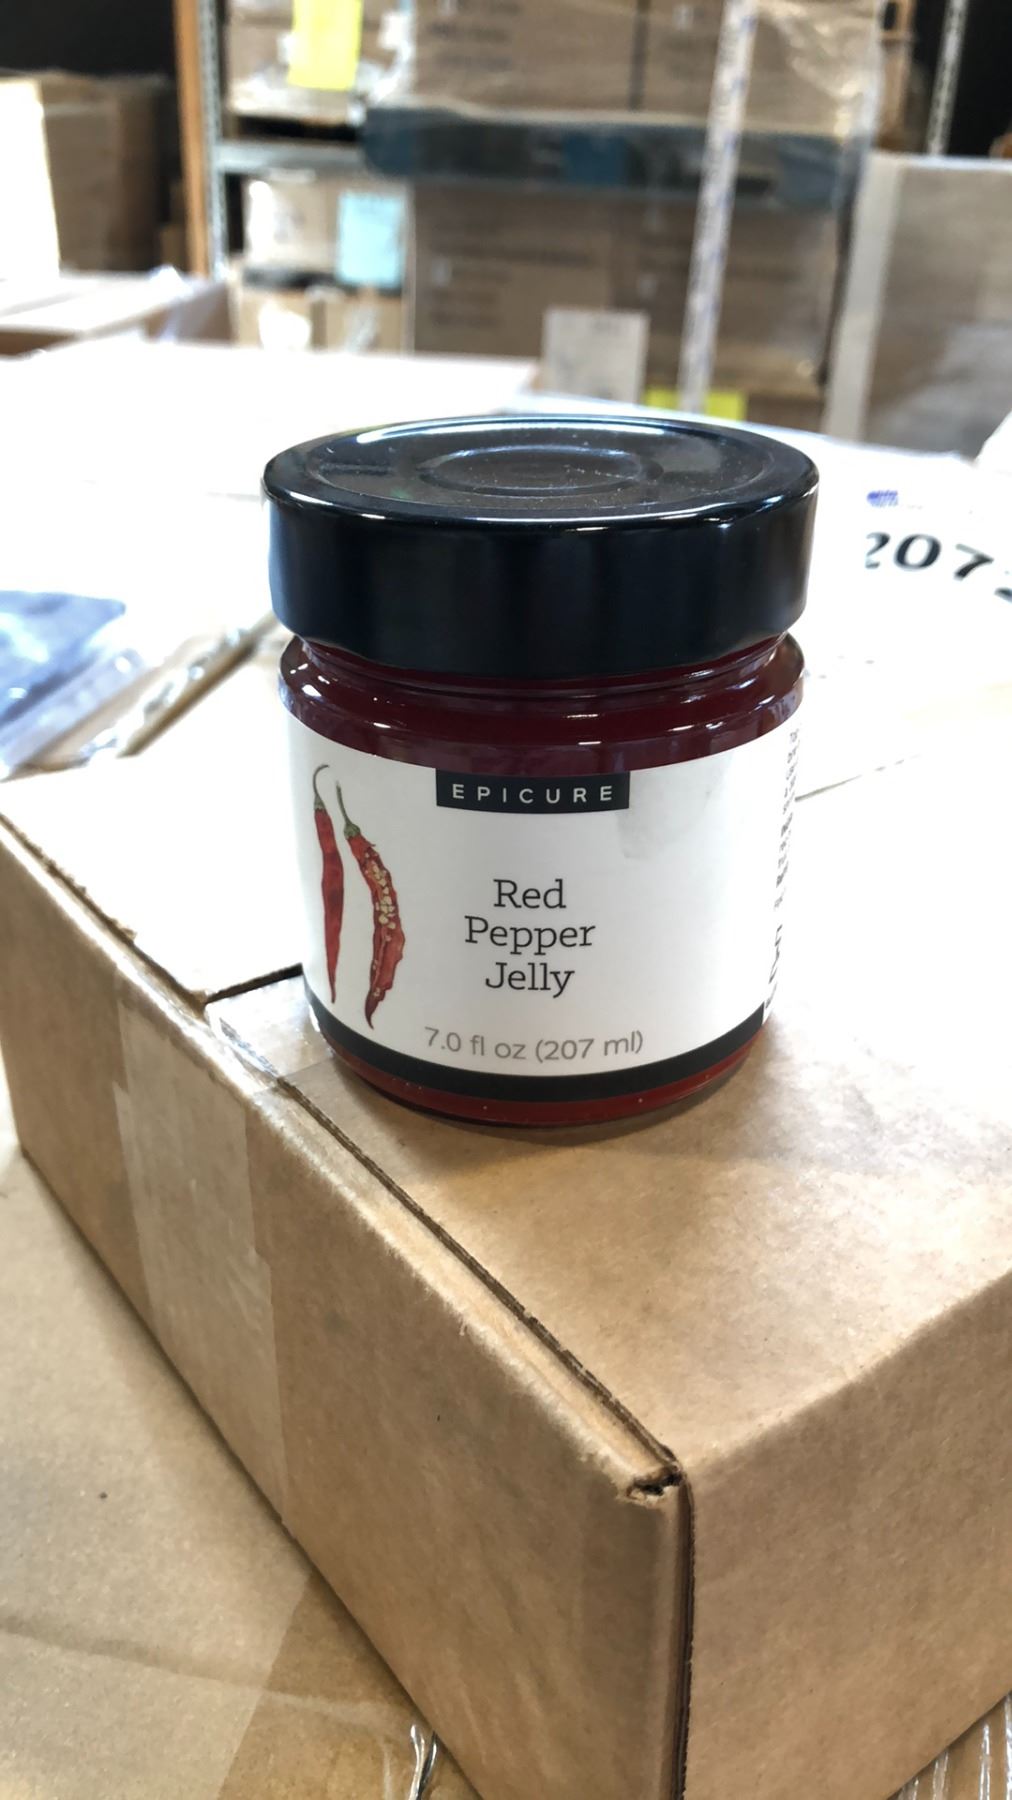 EPICURE
Red
Pepper
Jelly
7.0 fl oz (207 ml)
207